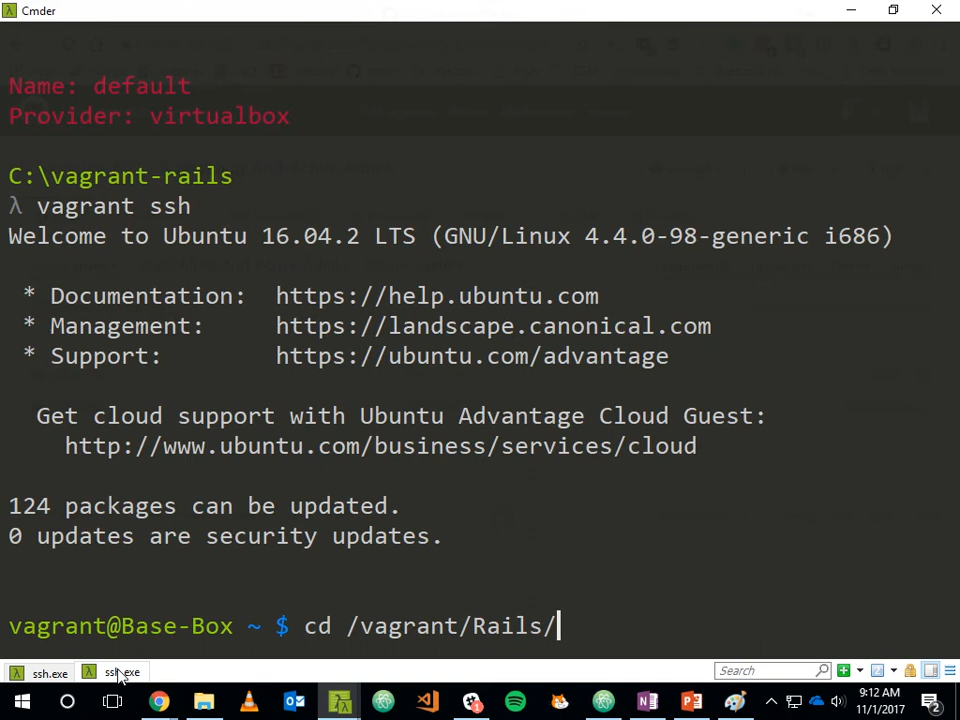 Cmder
Name: default
Provider: virtualbox
C:\vagrant-rails
λ vagrant ssh
Welcome to Ubuntu 16.04.2 LTS (GNU/Linux 4.4.0-98-generic i686)
* Documentation:  https://help.ubuntu.com
* Management:     https://landscape.canonical.com
* Support:        https://ubuntu.com/advantage
Get cloud support with Ubuntu Advantage Cloud Guest:
http://www.ubuntu.com/business/services/cloud
124 packages can be updated.
0 updates are security updates.
vagrant@Base-Box ~ $ cd /vagrant/Rails/
ssh.exe
ssh.exe
Search
9:12 AM
11/1/2017
2